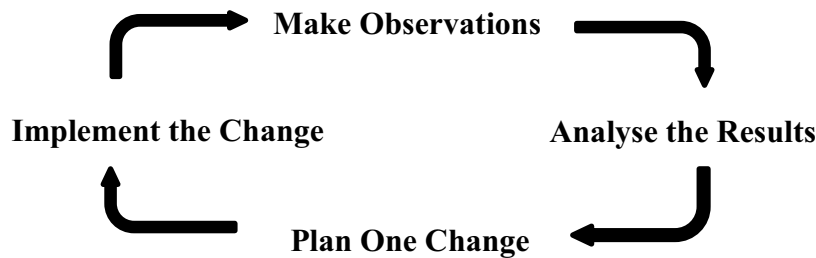 Make Observations
Implement the Change
Analyse the Results
Plan One Change